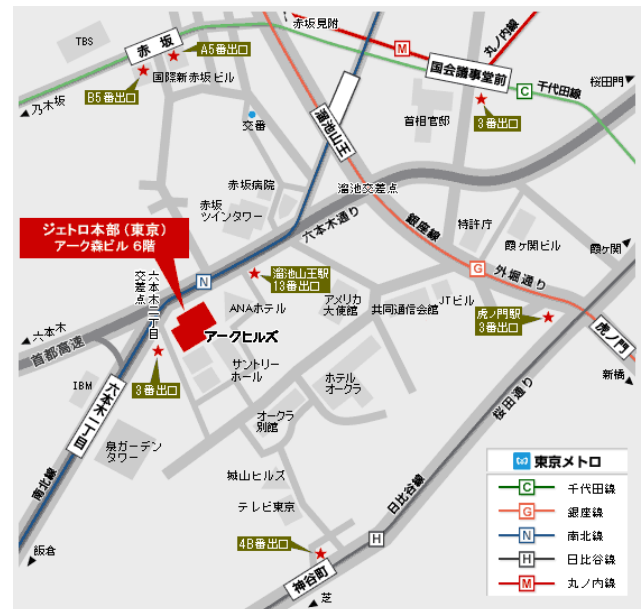 赤坂見附
丸ノ内線
TBS
赤坂
A5番出口
M
国会議事堂前
国際新赤坂ビル
B5番出口
乃木坂
C
千代田線
桜田門
溜池山王
首相官邸
3番出口
交番
赤坂病院
溜池交差点
赤坂
ツインタワー
六本木通り
銀座線
特許庁
霞ヶ関ビル
霞ヶ関
ジェトロ本部(東京)
アーク森ビル 6階
N
溜池山王駅
13番出口
G
外堀通り
六本木二丁目
交差点
ANAホテル
アメリカ
大使館
共同通信会館
JTビル
虎ノ門駅
3番出口
六本木
首都高速
アークヒルズ
虎ノ門
新橋
3番出口
サントリー
ホール
ホテル
オークラ
IBM
六本木一丁目
桜田通り
オークラ
別館
泉ガーデン
タワー
城山ヒルズ
テレビ東京
南北線
飯倉
日比谷線
H
4B番出口
神谷町
芝
東京メトロ
C 千代田線
G 銀座線
N 南北線
H 日比谷線
M 丸ノ内線